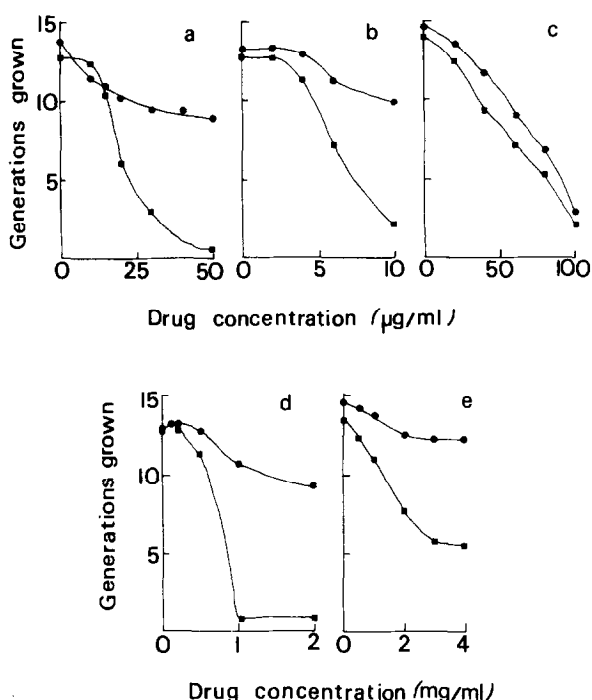 15
10
5
Generations grown
a
b
c
0 25 50
0 5 10
0 50 100
Drug concentration (µg/ml)
15
10
5
Generations grown
d
e
0 1 2
0 2 4
Drug concentration (mg/ml)